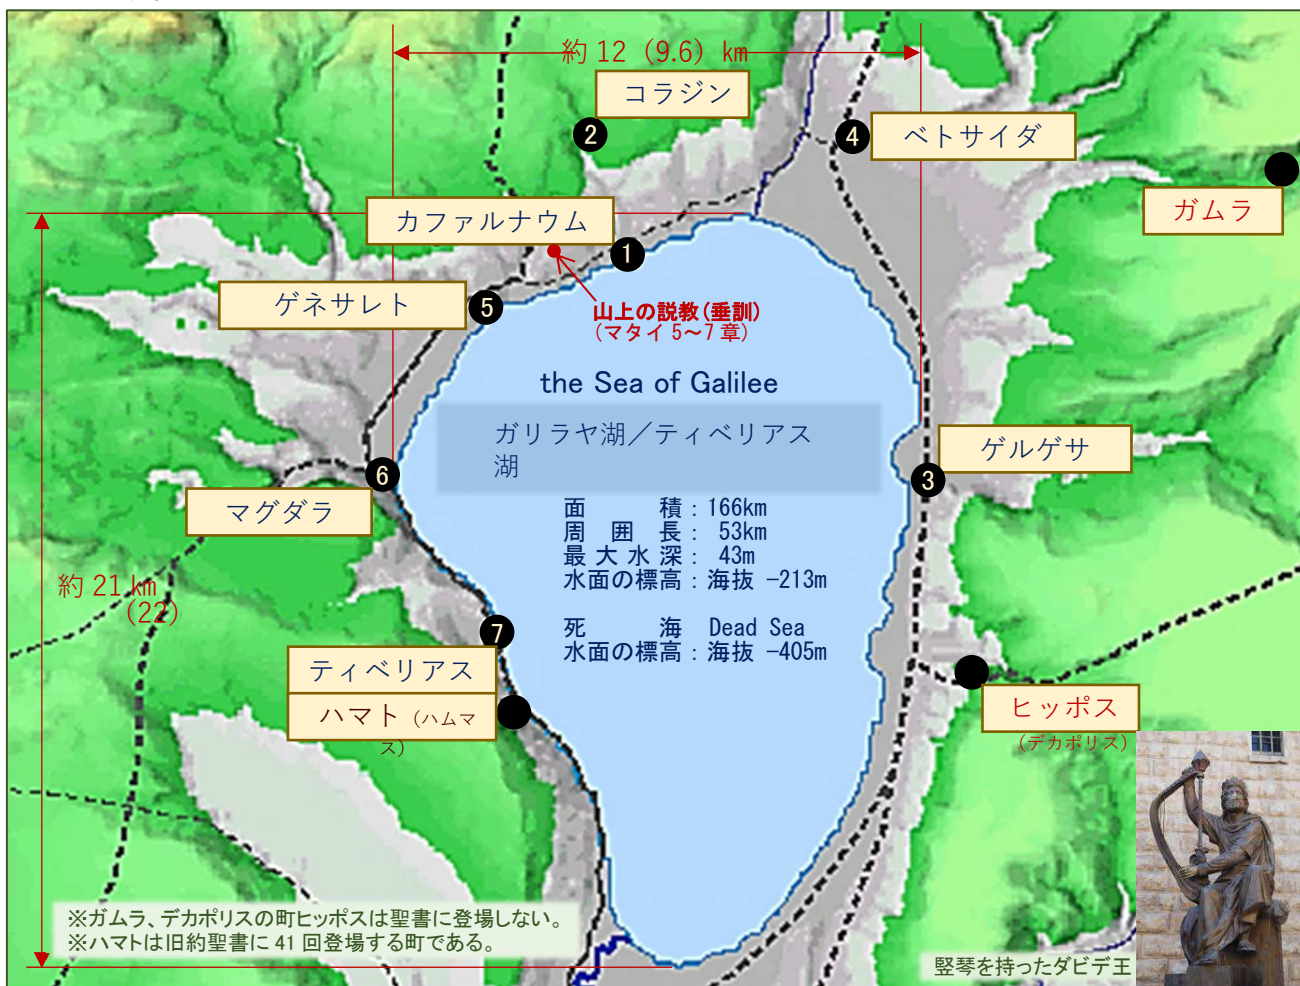 約 12（9.6）km
コラジン
2
4
ベトサイダ
ガムラ
カファルナウム
1
ゲネサレト
5
山上の説教(垂訓)
（マタイ 5～7 章）
the Sea of Galilee
ガリラヤ湖／ティベリアス
湖
ゲルゲサ
3
6
マグダラ
面積：166km
周囲長：53km
最大水深：43m
水面の標高：海抜 −213m
死海 Dead Sea
水面の標高：海抜 −405m
約 21 km
(22)
7
ティベリアス
ハマト（ハムマ
ス）
ヒッポス
（デカポリス）
※ガムラ、デカポリスの町ヒッポスは聖書に登場しない。
※ハマトは旧約聖書に 41 回登場する町である。
竪琴を持ったダビデ王